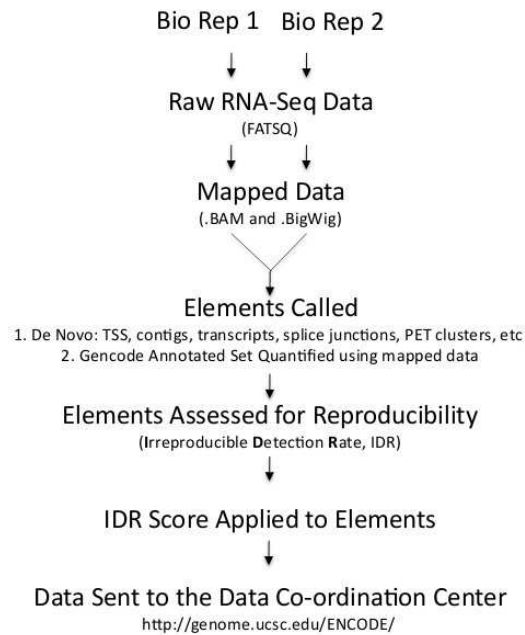 Bio Rep 1 Bio Rep 2
Raw RNA-Seq Data
(FATSQ)
Mapped Data
(.BAM and .BigWig)
Elements Called
1. De Novo: TSS, contigs, transcripts, splice junctions, PET clusters, etc
2. Gencode Annotated Set Quantified using mapped data
Elements Assessed for Reproducibility
(Irreproducible Detection Rate, IDR)
IDR Score Applied to Elements
Data Sent to the Data Co-ordination Center
http://genome.ucsc.edu/ENCODE/